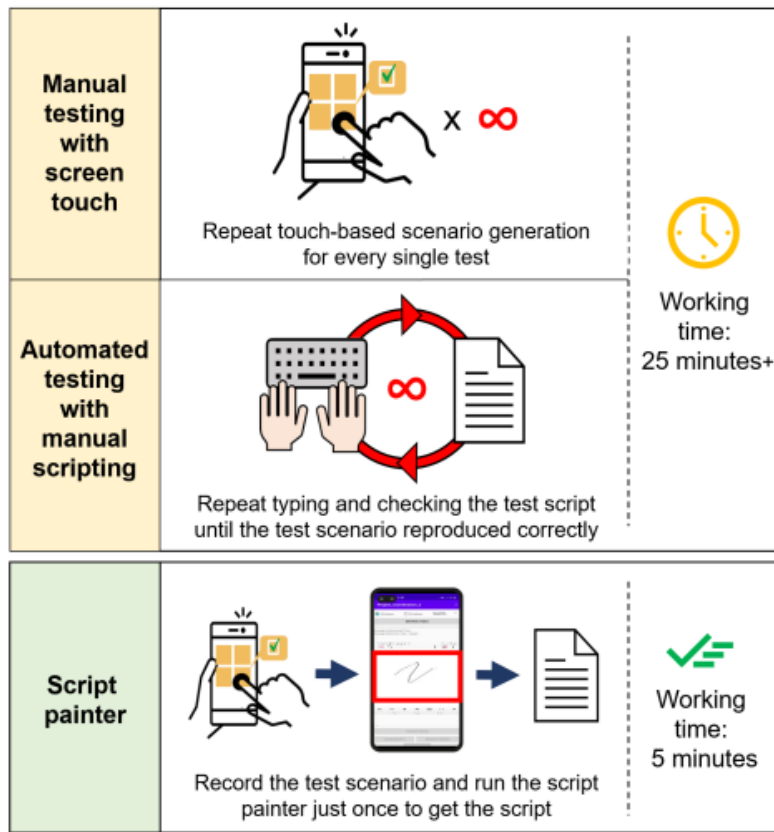 Manual
testing
with
screen
touch
x ∞
Repeat touch-based scenario generation
for every single test
Automated
testing
with
manual
scripting
∞
Repeat typing and checking the test script
until the test scenario reproduced correctly
Working
time:
25 minutes+
Script
painter
Record the test scenario and run the script
painter just once to get the script
Working
time:
5 minutes